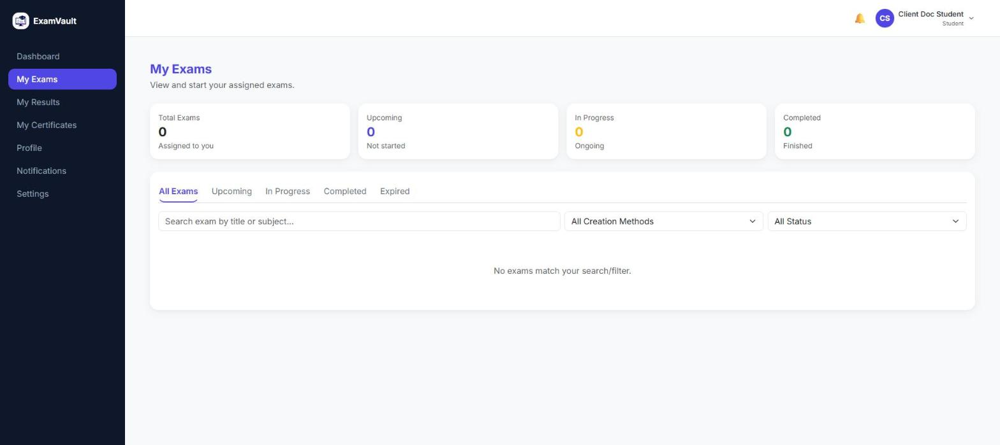 ExamVault
Dashboard
My Exams
My Results
My Certificates
Profile
Notifications
Settings
CS
Client Doc Student
Student
My Exams
View and start your assigned exams.
Total Exams
0
Assigned to you
Upcoming
0
Not started
In Progress
0
Ongoing
Completed
0
Finished
All Exams Upcoming In Progress Completed Expired
Search exam by title or subject... All Creation Methods All Status
No exams match your search/filter.